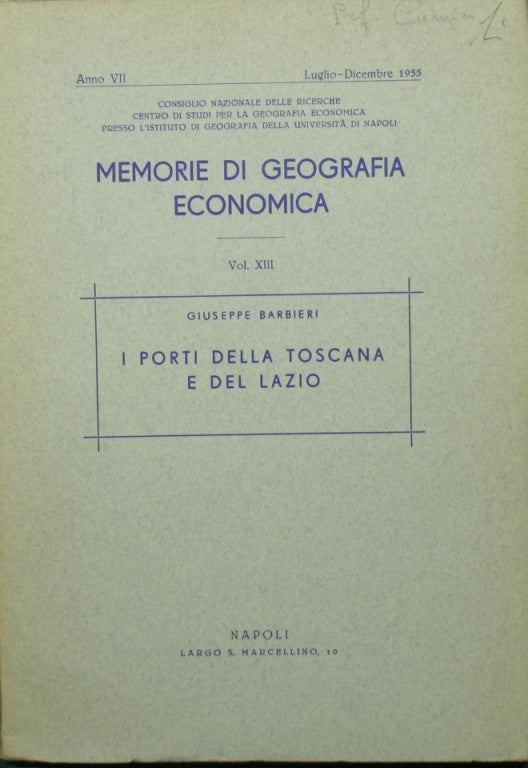 Prof.
Anno VII Luglio-Dicembre 1955
CONSIGLIO NAZIONALE DELLE RICERCHE
CENTRO DI STUDI PER LA GEOGRAFIA ECONOMICA
PRESSO L'ISTITUTO DI GEOGRAFIA DELLA UNIVERSITÀ DI NAPOLI
MEMORIE DI GEOGRAFIA
ECONOMICA
Vol. XIII
GIUSEPPE BARBIERI
I PORTI DELLA TOSCANA
E DEL LAZIO
NAPOLI
LARGO S. MARCELLINO, 10